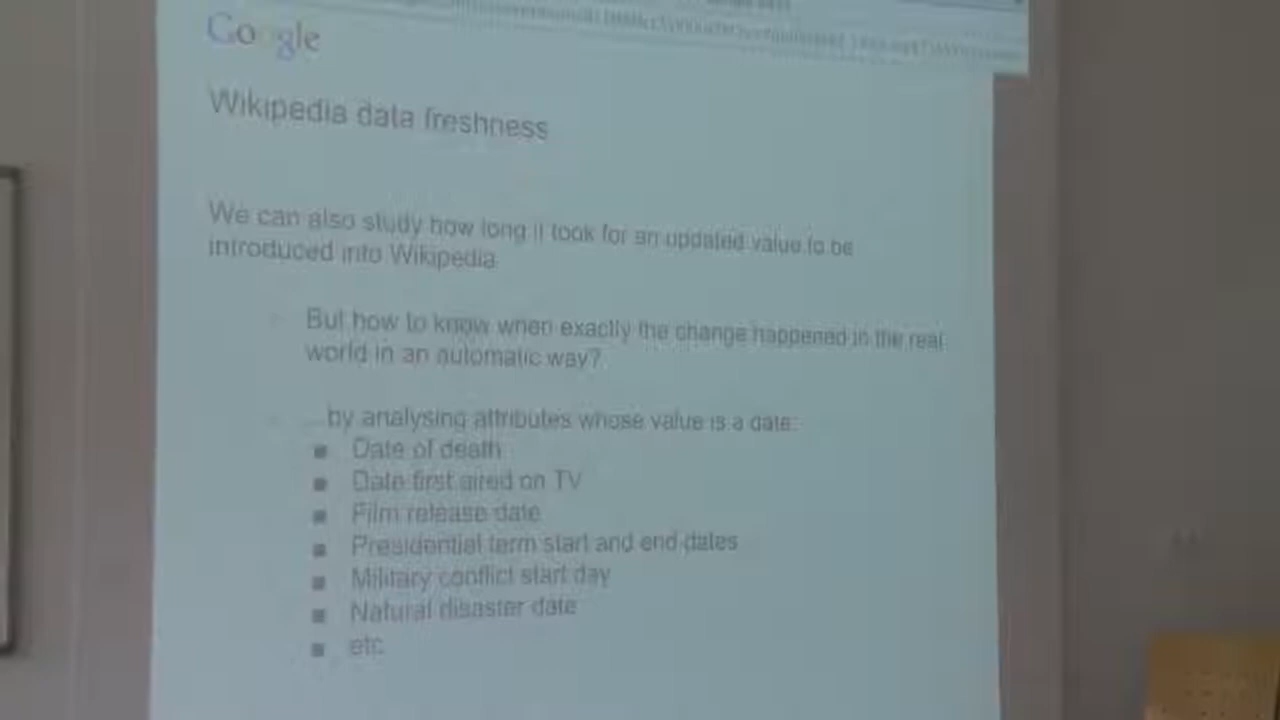 Google
Wikipedia data freshness
We can also study how long it took for an updated value to be
introduced into Wikipedia
But how to know when exactly the change happened in the real
world in an automatic way?
...by analysing attributes whose value is a date:
Date of death
Date first aired on TV
Film release date
Presidential term start and end dates
Military conflict start day
Natural disaster date
etc